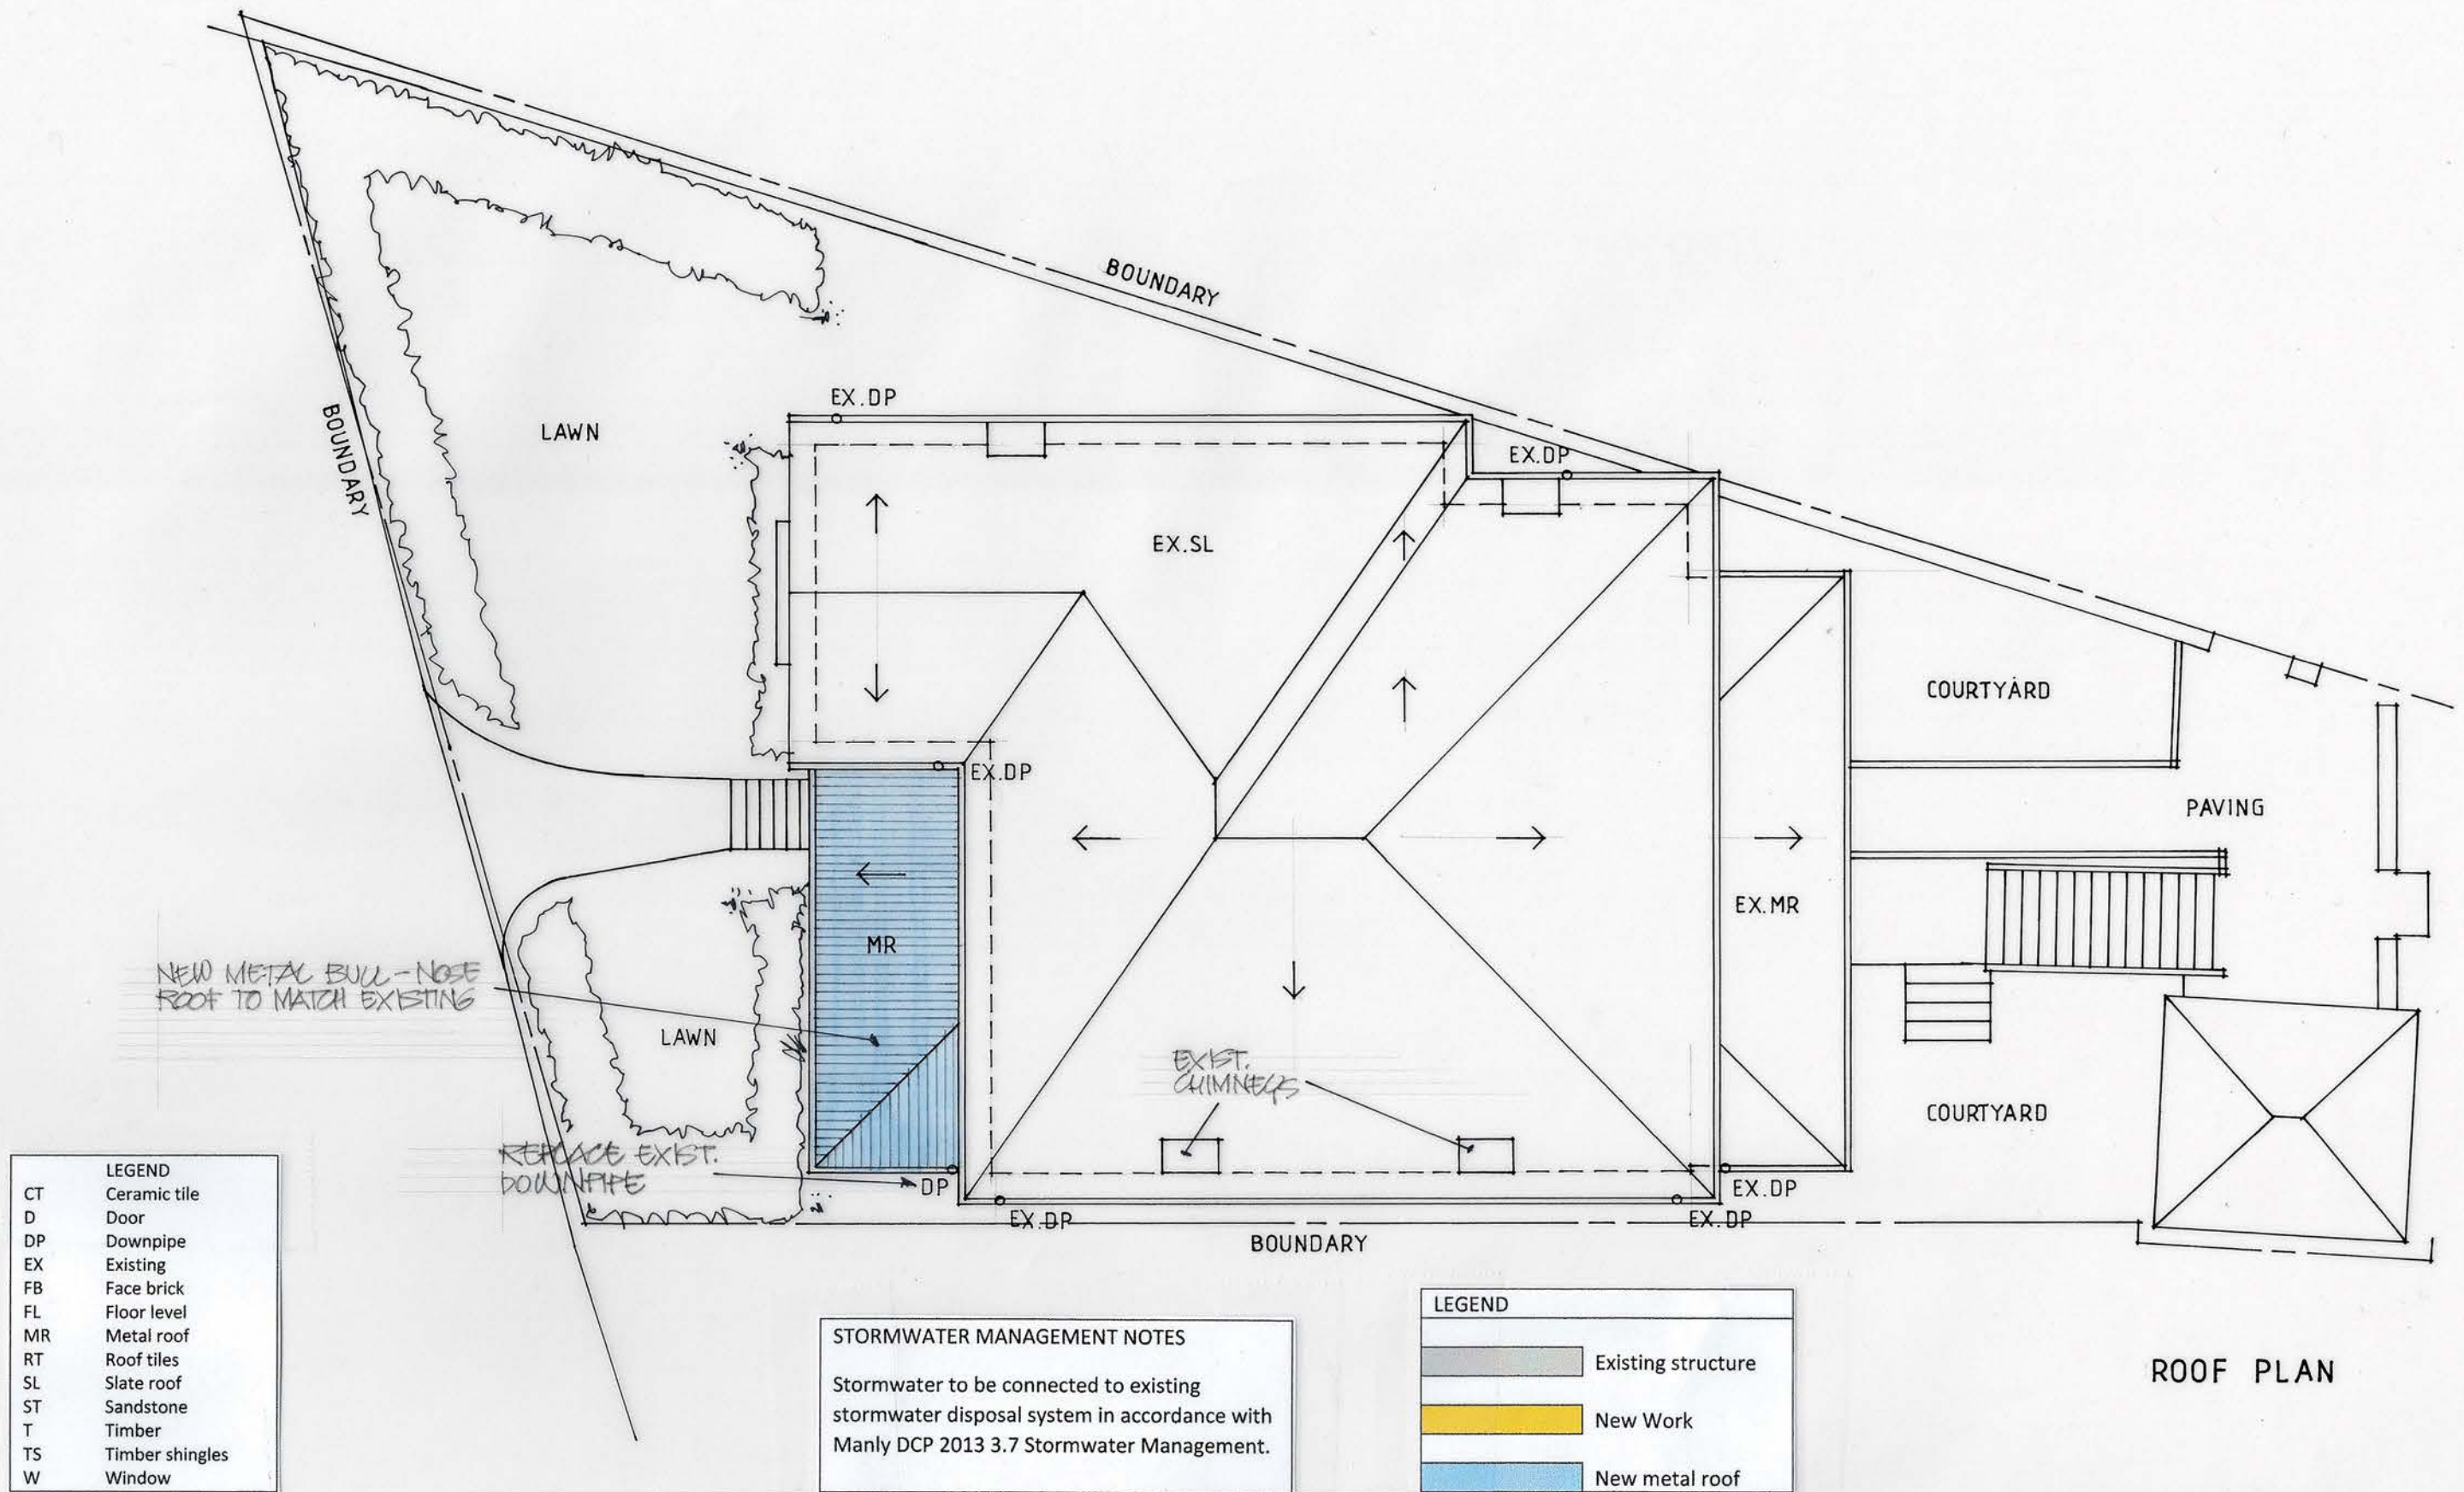 BOUNDARY
EX.DP
BOUNDARY
LAWN
EX.DP
EX.SL
COURTYARD
EX.DP
PAVING
EX.MR
MR
NEW METAL BULL-NOSE
ROOF TO MATCH EXISTING
LAWN
EXIST.
CHIMNEYS
COURTYARD
REPLACE EXIST.
DOWNPIPE
DP
EX.DP
EX.DP
EX.DP
BOUNDARY
LEGEND
CT Ceramic tile
D Door
DP Downpipe
EX Existing
FB Face brick
FL Floor level
MR Metal roof
RT Roof tiles
SL Slate roof
ST Sandstone
T Timber
TS Timber shingles
W Window
STORMWATER MANAGEMENT NOTES
Stormwater to be connected to existing
stormwater disposal system in accordance with
Manly DCP 2013 3.7 Stormwater Management.
LEGEND
Existing structure
New Work
New metal roof
ROOF PLAN